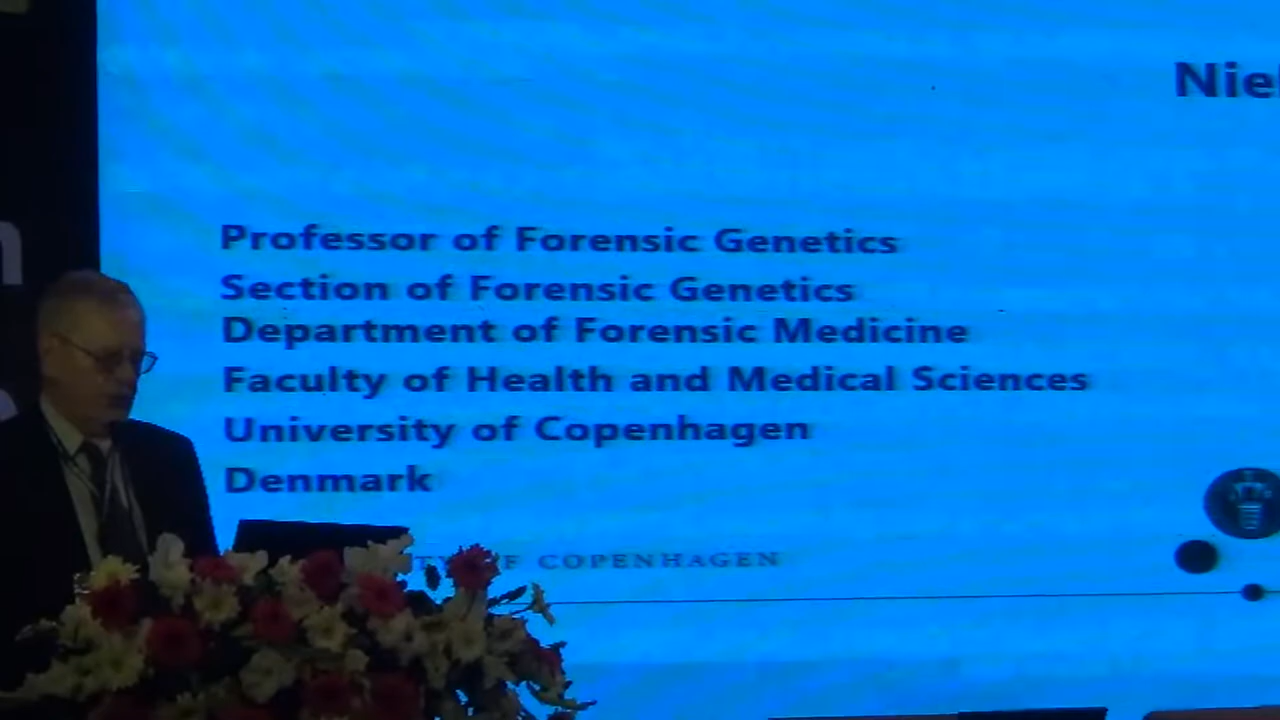 Professor of Forensic Genetics
Section of Forensic Genetics
Department of Forensic Medicine
Faculty of Health and Medical Sciences
University of Copenhagen
Denmark
OF COPENHAGEN